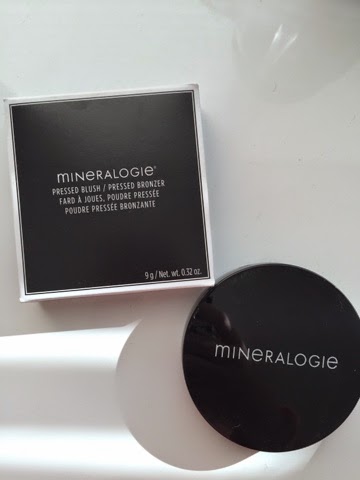 mineralogie®
PRESSED BLUSH / PRESSED BRONZER
FARD À JOUES, POUDRE PRESSÉE
POUDRE PRESSÉE BRONZANTE
9 g / Net. wt. 0.32 oz.
mineralogie